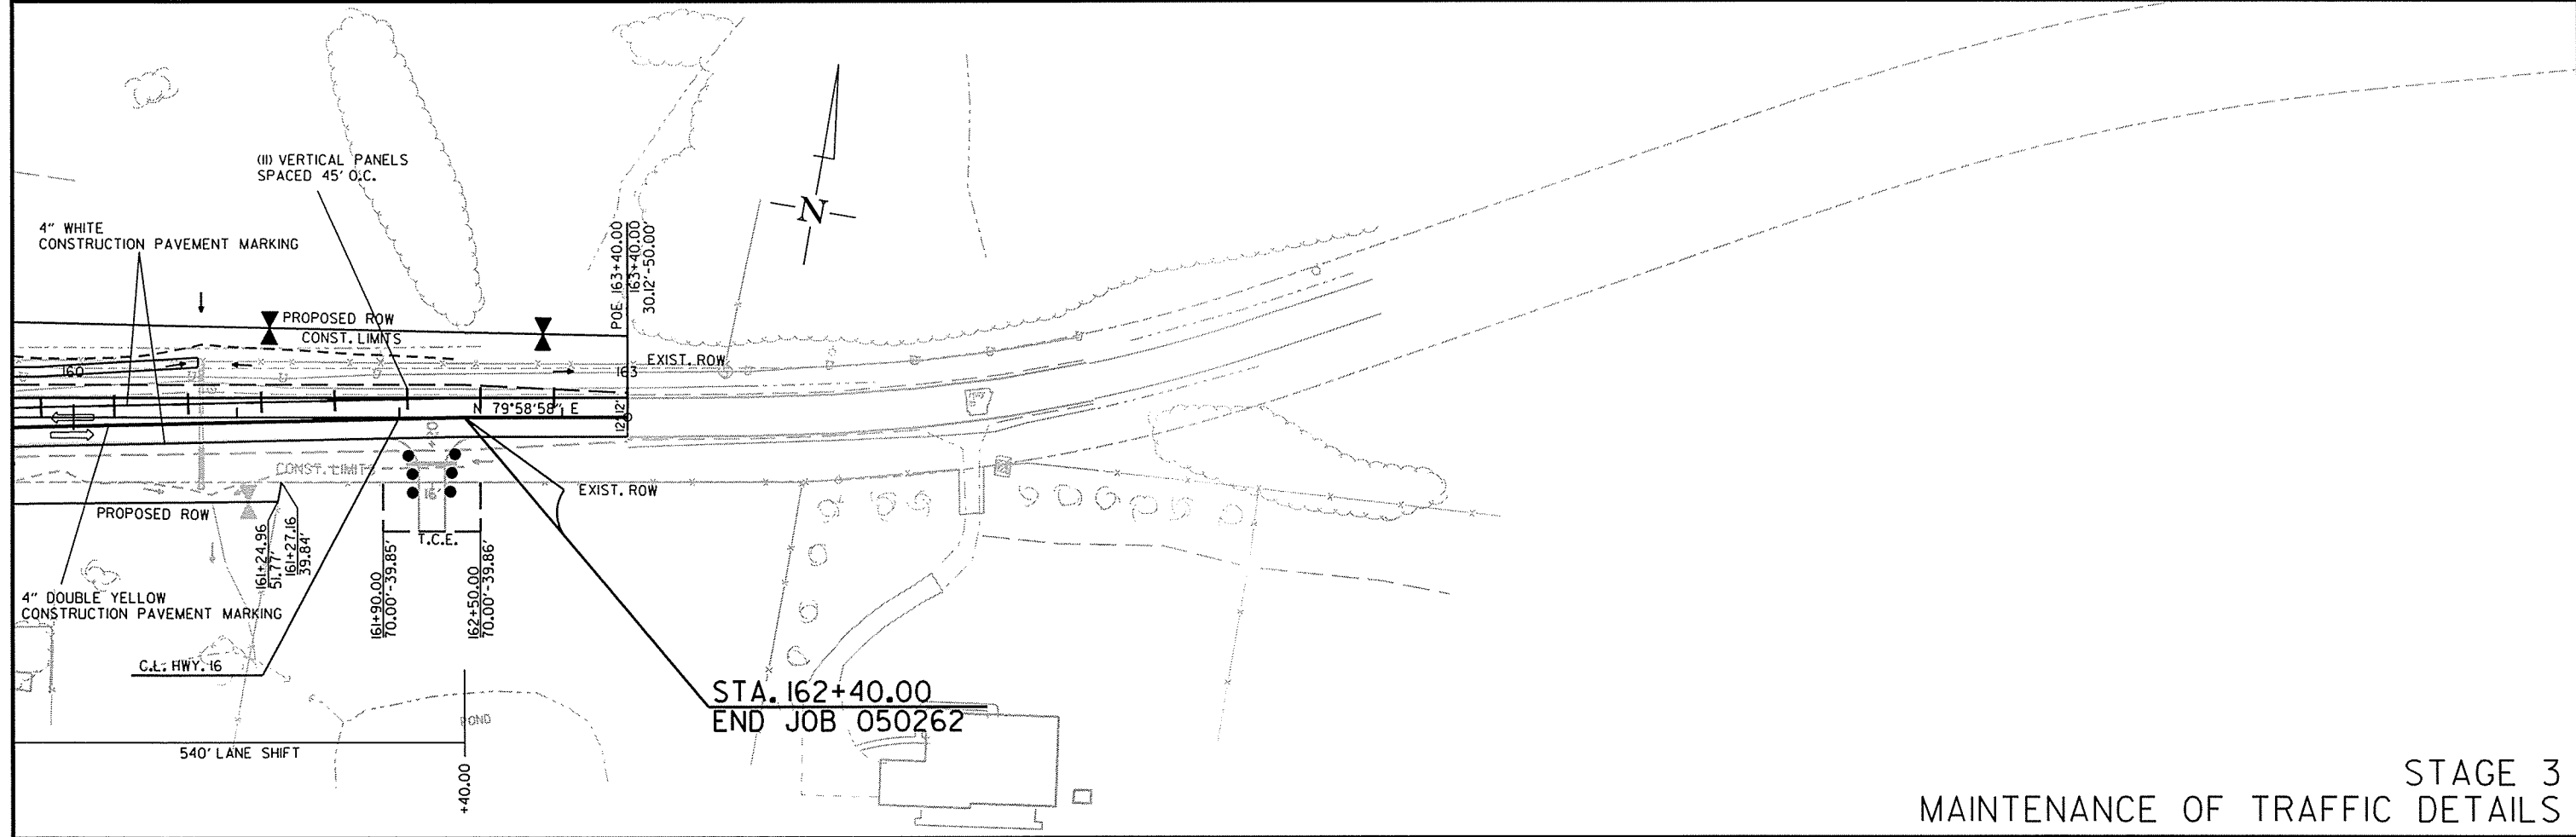 (11) VERTICAL PANELS
SPACED 45' O.C.
4" WHITE
CONSTRUCTION PAVEMENT MARKING
N
POE 163+40.00
163+40.00
30.12'-50.00'
PROPOSED ROW
CONST. LIMITS
EXIST. ROW
160
163
N 79°58'58" E
12'
12'
CONST. LIMITS
16'
EXIST. ROW
PROPOSED ROW
161+24.96
51.77'
161+27.16
39.84'
T.C.E.
161+90.00
70.00'-39.85'
162+50.00
70.00'-39.86'
4" DOUBLE YELLOW
CONSTRUCTION PAVEMENT MARKING
C.L. HWY. 16
STA. 162+40.00
END JOB 050262
POND
540' LANE SHIFT
+40.00
STAGE 3
MAINTENANCE OF TRAFFIC DETAILS